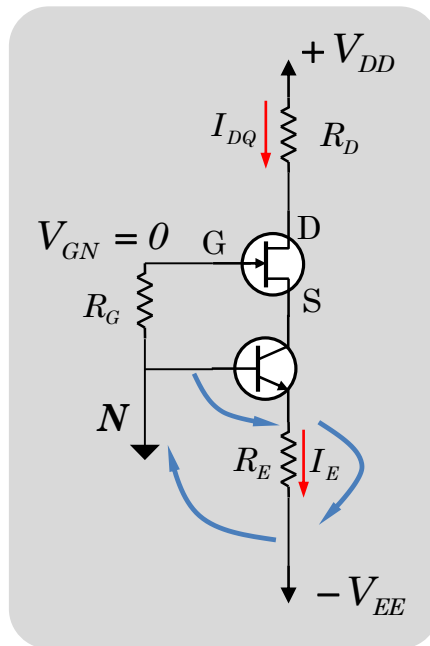 + V_DD
I_DQ
R_D
D
V_GN = 0
G
S
R_G
N
R_E
I_E
− V_EE